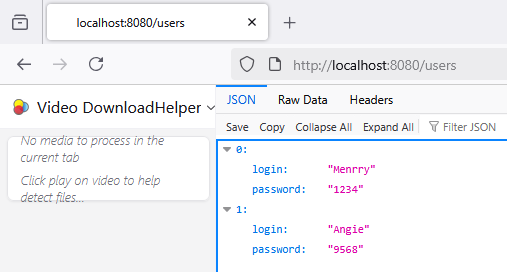 localhost:8080/users
http://localhost:8080/users
Video DownloadHelper
No media to process in the
current tab
Click play on video to help
detect files...
JSON Raw Data Headers
Save Copy Collapse All Expand All Filter JSON
0:
login: "Menrry"
password: "1234"
1:
login: "Angie"
password: "9568"